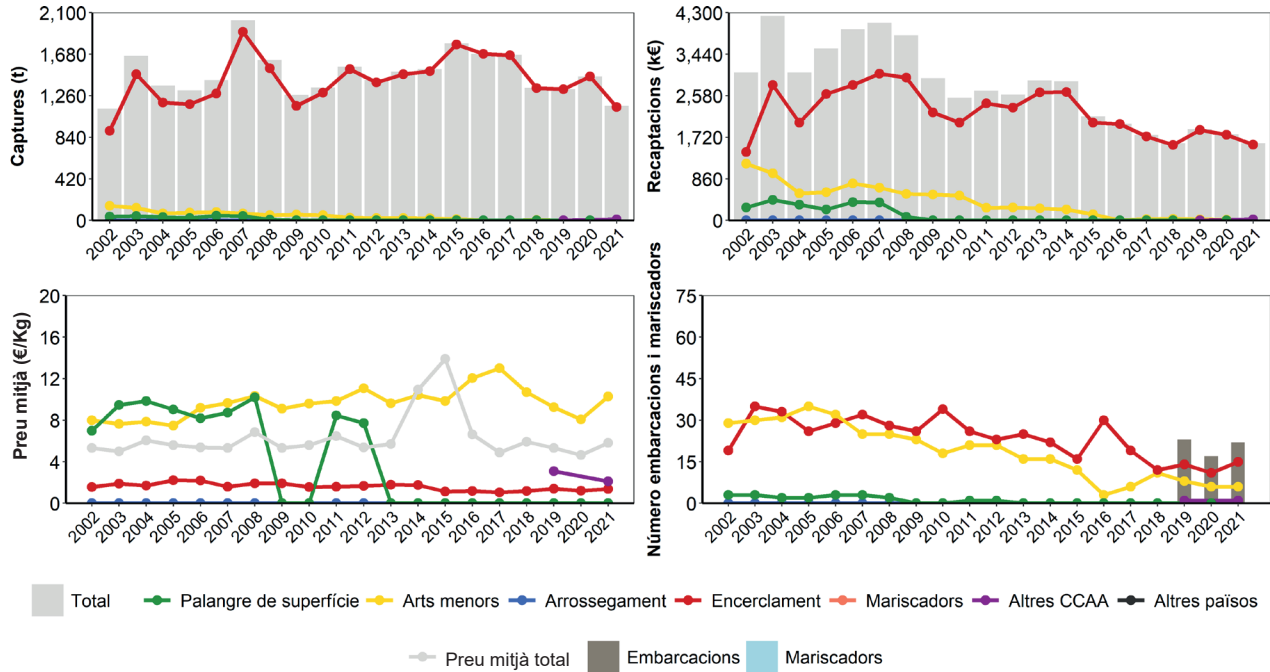 Captures (t)
2,100
1,680
1,260
840
420
0
2002 2003 2004 2005 2006 2007 2008 2009 2010 2011 2012 2013 2014 2015 2016 2017 2018 2019 2020 2021
Recaptacions (k€)
4,300
3,440
2,580
1,720
860
0
2002 2003 2004 2005 2006 2007 2008 2009 2010 2011 2012 2013 2014 2015 2016 2017 2018 2019 2020 2021
Preu mitjà (€/Kg)
20
16
12
8
4
0
2002 2003 2004 2005 2006 2007 2008 2009 2010 2011 2012 2013 2014 2015 2016 2017 2018 2019 2020 2021
Número embarcacions i mariscadors
75
60
45
30
15
0
2002 2003 2004 2005 2006 2007 2008 2009 2010 2011 2012 2013 2014 2015 2016 2017 2018 2019 2020 2021
Total Palangre de superfície Arts menors Arrossegament Encerclament Mariscadors Altres CCAA Altres països
Preu mitjà total Embarcacions Mariscadors